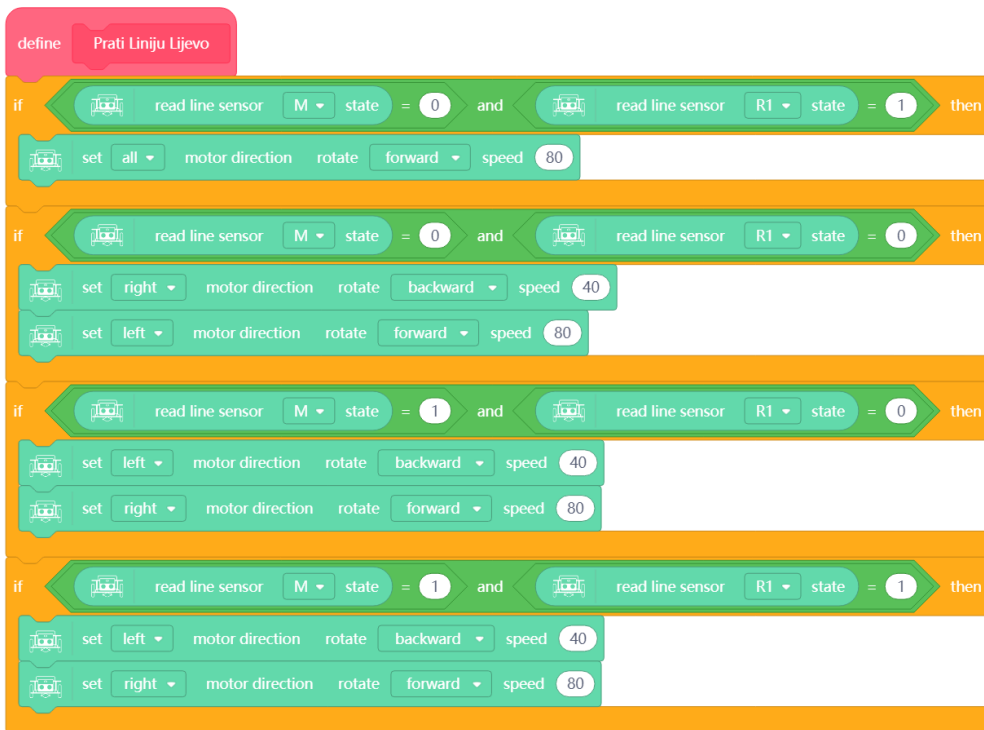 define Prati Liniju Lijevo
if read line sensor M state = 0 and read line sensor R1 state = 1 then
set all motor direction rotate forward speed 80
if read line sensor M state = 0 and read line sensor R1 state = 0 then
set right motor direction rotate backward speed 40
set left motor direction rotate forward speed 80
if read line sensor M state = 1 and read line sensor R1 state = 0 then
set left motor direction rotate backward speed 40
set right motor direction rotate forward speed 80
if read line sensor M state = 1 and read line sensor R1 state = 1 then
set left motor direction rotate backward speed 40
set right motor direction rotate forward speed 80